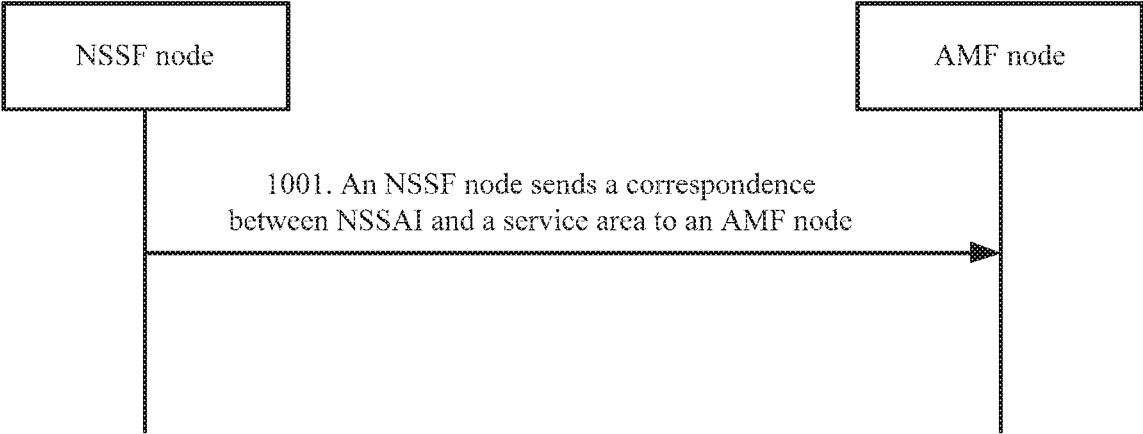 NSSF node
AMF node
1001. An NSSF node sends a correspondence
between NSSAI and a service area to an AMF node